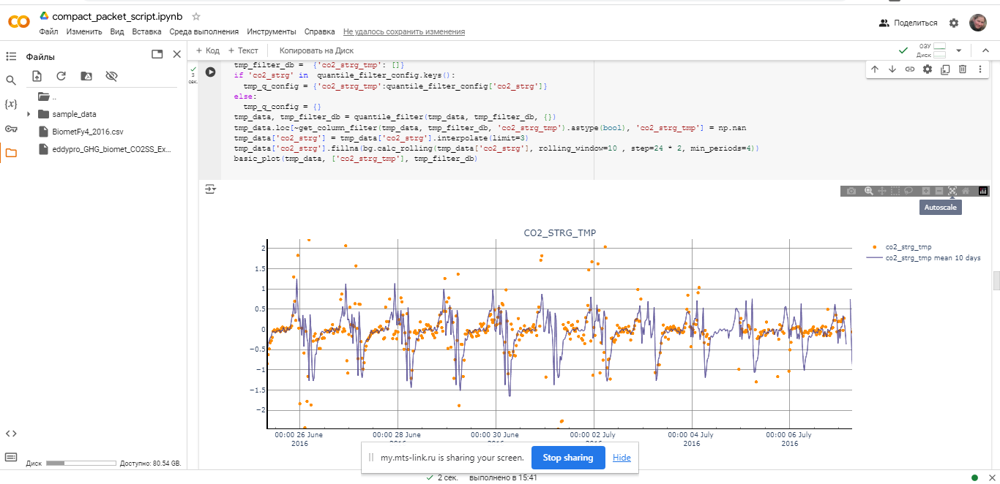 compact_packet_script.ipynb
Файл Изменить Вид Вставка Среда выполнения Инструменты Справка Не удалось сохранить изменения
Поделиться
Файлы
..
sample_data
BiometFy4_2016.csv
eddypro_GHG_biomet_CO2SS_Ex...
Диск Доступно: 80.54 GB.
+ Код + Текст Копировать на Диск
ОЗУ
Диск
3
сек.
tmp_filter_db = {'co2_strg_tmp': []}
if 'co2_strg' in quantile_filter_config.keys():
tmp_q_config = {'co2_strg_tmp':quantile_filter_config['co2_strg']}
else:
tmp_q_config = {}
tmp_data, tmp_filter_db = quantile_filter(tmp_data, tmp_filter_db, {})
tmp_data.loc[~get_column_filter(tmp_data, tmp_filter_db, 'co2_strg_tmp').astype(bool), 'co2_strg_tmp'] = np.nan
tmp_data['co2_strg'] = tmp_data['co2_strg'].interpolate(limit=3)
tmp_data['co2_strg'].fillna(bg.calc_rolling(tmp_data['co2_strg'], rolling_window=10 , step=24 * 2, min_periods=4))
basic_plot(tmp_data, ['co2_strg_tmp'], tmp_filter_db)
Autoscale
CO2_STRG_TMP
co2_strg_tmp
co2_strg_tmp mean 10 days
2
1.5
1
0.5
0
−0.5
−1
−1.5
−2
00:00 26 June 00:00 28 June 00:00 30 June 00:00 02 July 00:00 04 July 00:00 06 July
2016 2016 2016 2016 2016 2016
my.mts-link.ru is sharing your screen. Stop sharing Hide
2 сек. выполнено в 15:41